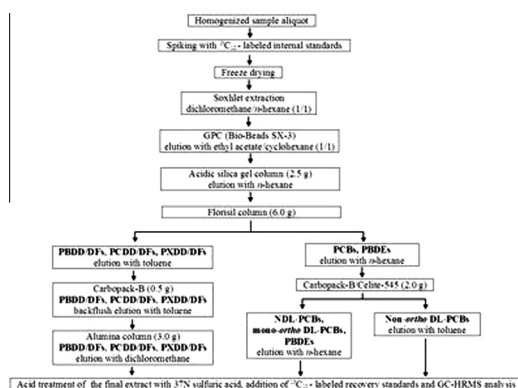 Homogenized sample aliquot
Spiking with ¹³C₁₂- labeled internal standards
Freeze drying
Soxhlet extraction
dichloromethane/n-hexane (1/1)
GPC (Bio-Beads SX-3)
elution with ethyl acetate/cyclohexane (1/1)
Acidic silica gel column (2.5 g)
elution with n-hexane
Florisil column (6.0 g)
PBDD/DFs, PCDD/DFs, PXDD/DFs
elution with toluene
Carbopack-B (0.5 g)
PBDD/DFs, PCDD/DFs, PXDD/DFs
backflush elution with toluene
Alumina column (3.0 g)
PBDD/DFs, PCDD/DFs, PXDD/DFs
elution with dichloromethane
PCBs, PBDEs
elution with n-hexane
Carbopack-B/Celite-545 (2.0 g)
NDL-PCBs,
mono-ortho DL-PCBs,
PBDEs
elution with n-hexane
Non-ortho DL-PCBs
elution with toluene
Acid treatment of the final extract with 37N sulfuric acid, addition of ¹³C₁₂- labeled recovery standards and GC-HRMS analysis